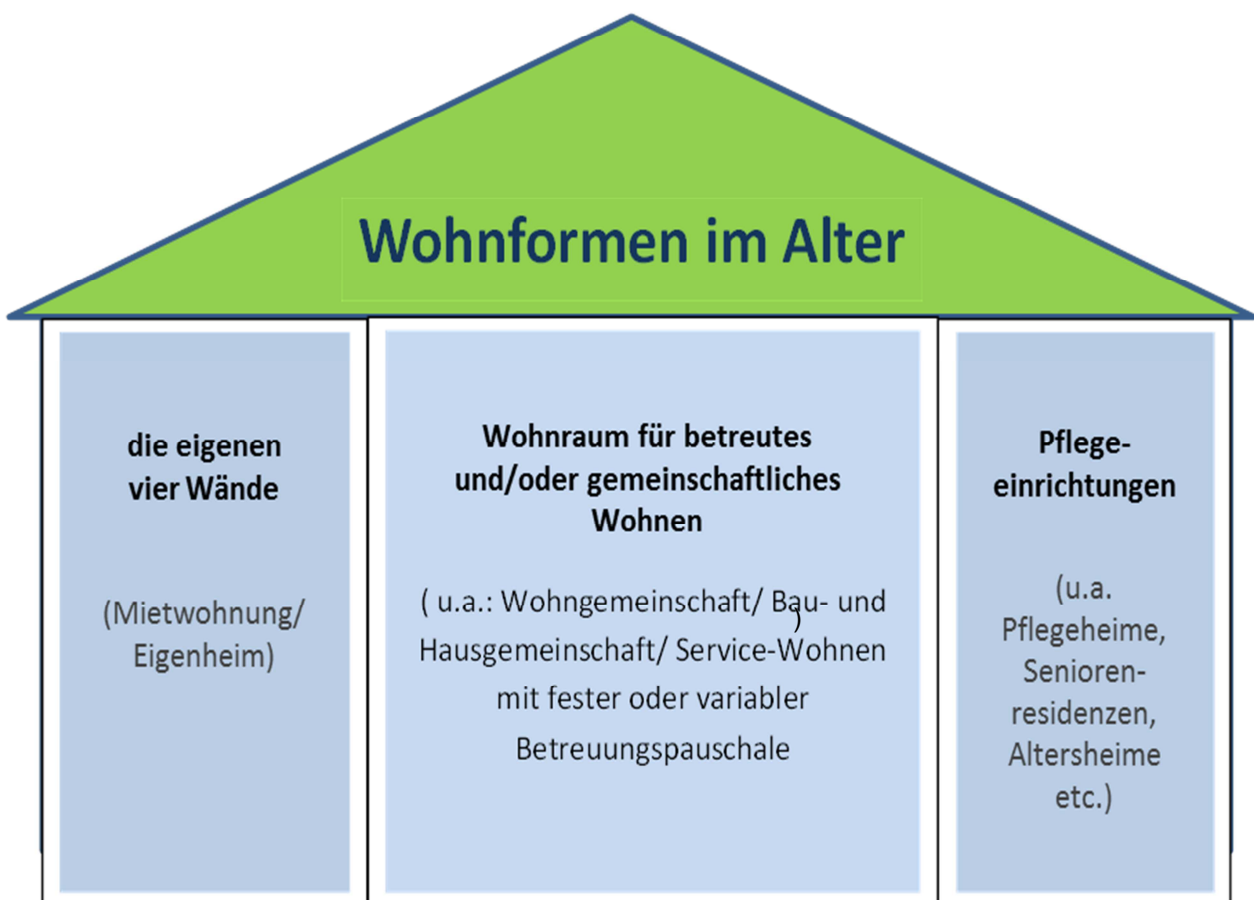 Wohnformen im Alter
die eigenen
vier Wände
(Mietwohnung/
Eigenheim)
Wohnraum für betreutes
und/oder gemeinschaftliches
Wohnen
( u.a.: Wohngemeinschaft/ Bau- und
)
Hausgemeinschaft/ Service-Wohnen
mit fester oder variabler
Betreuungspauschale
Pflege-
einrichtungen
(u.a.
Pflegeheime,
Senioren-
residenzen,
Altersheime
etc.)